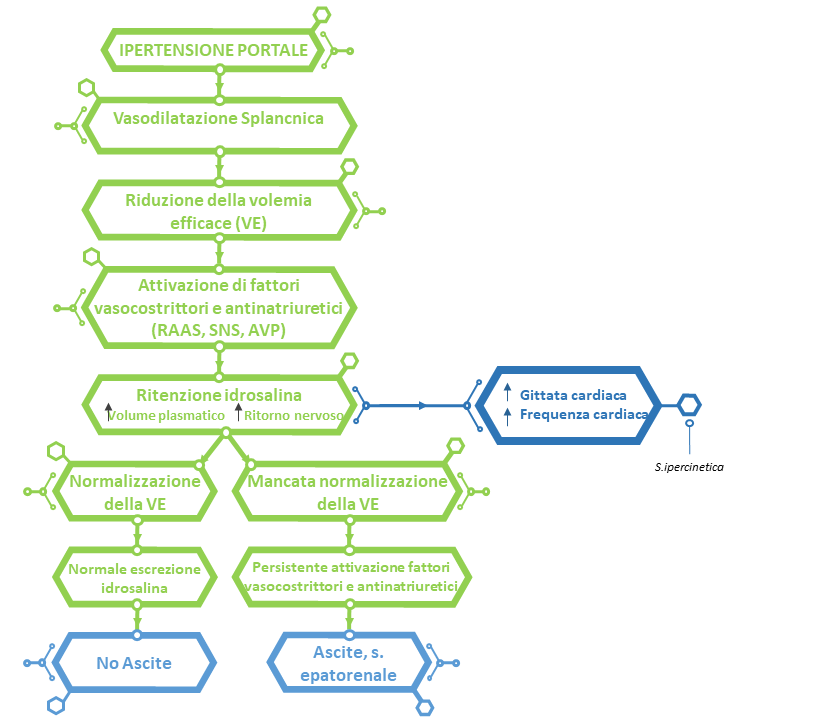 IPERTENSIONE PORTALE
Vasodilatazione Splancnica
Riduzione della volemia
efficace (VE)
Attivazione di fattori
vasocostrittori e antinatriuretici
(RAAS, SNS, AVP)
Ritenzione idrosalina
Volume plasmatico Ritorno nervoso
Gittata cardiaca
Frequenza cardiaca
S.ipercinetica
Normalizzazione
della VE
Mancata normalizzazione
della VE
Normale escrezione
idrosalina
Persistente attivazione fattori
vasocostrittori e antinatriuretici
No Ascite
Ascite, s.
epatorenale